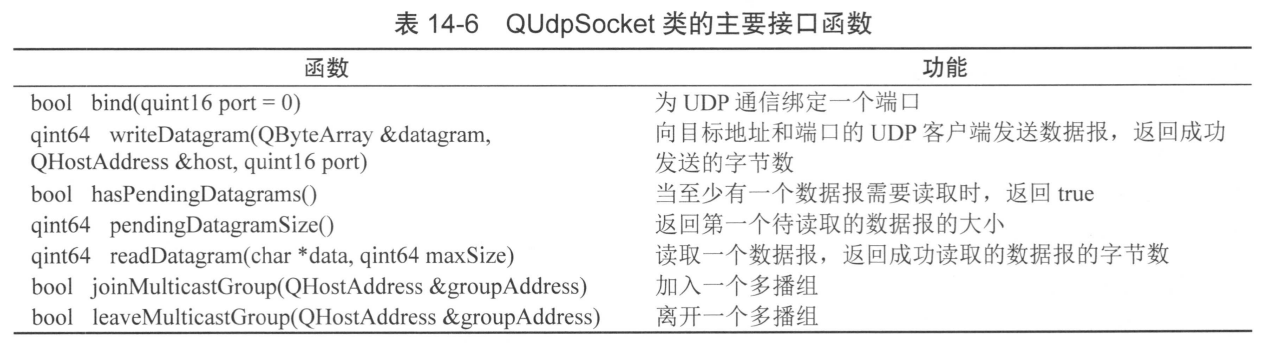 表 14-6 QUdpSocket 类的主要接口函数
函数 功能
bool bind(quint16 port = 0) 为 UDP 通信绑定一个端口
qint64 writeDatagram(QByteArray &datagram, 向目标地址和端口的 UDP 客户端发送数据报，返回成功
QHostAddress &host, quint16 port) 发送的字节数
bool hasPendingDatagrams() 当至少有一个数据报需要读取时，返回 true
qint64 pendingDatagramSize() 返回第一个待读取的数据报的大小
qint64 readDatagram(char *data, qint64 maxSize) 读取一个数据报，返回成功读取的数据报的字节数
bool joinMulticastGroup(QHostAddress &groupAddress) 加入一个多播组
bool leaveMulticastGroup(QHostAddress &groupAddress) 离开一个多播组